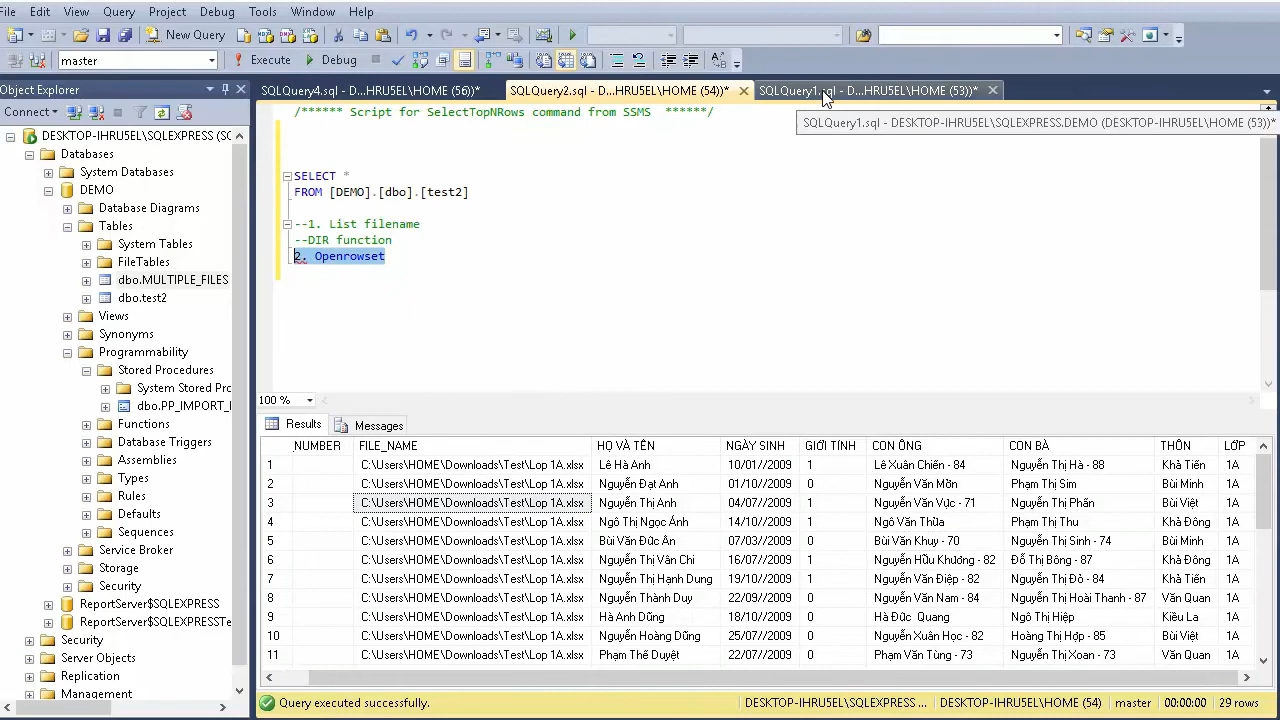 File Edit View Query Project Debug Tools Window Help
New Query
master Execute Debug
Object Explorer
Connect
DESKTOP-IHRU5EL\SQLEXPRESS (SQ
Databases
System Databases
DEMO
Database Diagrams
Tables
System Tables
FileTables
dbo.MULTIPLE_FILES
dbo.test2
Views
Synonyms
Programmability
Stored Procedures
System Stored Prc
dbo.PP_IMPORT_
Functions
Database Triggers
Assemblies
Types
Rules
Defaults
Sequences
Service Broker
Storage
Security
ReportServer$SQLEXPRESS
ReportServer$SQLEXPRESSTe
Security
Server Objects
Replication
Management
SQLQuery4.sql - D...HRU5EL\HOME (56))* SQLQuery2.sql - D...HRU5EL\HOME (54))* SQLQuery1.sql - D...HRU5EL\HOME (53))*
SQLQuery1.sql - DESKTOP-IHRU5EL\SQLEXPRESS.DEMO (DESKTOP-IHRU5EL\HOME (53))*
/****** Script for SelectTopNRows command from SSMS ******/
SELECT *
FROM [DEMO].[dbo].[test2]
--1. List filename
--DIR function
2. Openrowset
100 %
Results Messages
NUMBER FILE_NAME HỌ VÀ TÊN NGÀY SINH GIỚI TÍNH CON ÔNG CON BÀ THÔN LỚP
1 C:\Users\HOME\Downloads\Test\Lop 1A.xlsx Lê Hà Anh 10/01//2009 1 Lê Xuân Chiến - 84 Nguyễn Thị Hà - 88 Khà Tiến 1A
2 C:\Users\HOME\Downloads\Test\Lop 1A.xlsx Nguyễn Đạt Anh 01/10//2009 0 Nguyễn Văn Mỡn Phạm Thị Sim Bùi Minh 1A
3 C:\Users\HOME\Downloads\Test\Lop 1A.xlsx Nguyễn Thị Anh 04/07//2009 1 Nguyễn Văn Vực - 71 Nguyễn Thị Phấn Bùi Việt 1A
4 C:\Users\HOME\Downloads\Test\Lop 1A.xlsx Ngô Thị Ngọc Ánh 14/10//2009 1 Ngô Văn Thừa Phạm Thị Thu Khà Đông 1A
5 C:\Users\HOME\Downloads\Test\Lop 1A.xlsx Bùi Văn Đức Ân 07/03//2009 0 Bùi Văn Khuy - 70 Nguyễn Thị Sinh - 74 Bùi Minh 1A
6 C:\Users\HOME\Downloads\Test\Lop 1A.xlsx Nguyễn Thị Vân Chi 16/07//2009 1 Nguyễn Hữu Khương - 82 Đỗ Thị Bông - 87 Khà Đông 1A
7 C:\Users\HOME\Downloads\Test\Lop 1A.xlsx Nguyễn Thị Hạnh Dung 19/10//2009 1 Nguyễn Văn Điệp - 82 Nguyễn Thị Đò - 84 Khà Tiến 1A
8 C:\Users\HOME\Downloads\Test\Lop 1A.xlsx Nguyễn Thành Duy 22/09//2009 0 Nguyễn Văn Nam - 84 Nguyễn Thị Hoài Thanh - 87 Văn Quan 1A
9 C:\Users\HOME\Downloads\Test\Lop 1A.xlsx Hà Anh Dũng 18/10//2009 0 Hà Đức Quang Ngô Thị Hiệp Kiều La 1A
10 C:\Users\HOME\Downloads\Test\Lop 1A.xlsx Nguyễn Hoàng Dũng 25/07//2009 0 Nguyễn Xuân Học - 82 Hoàng Thị Hợp - 85 Bùi Việt 1A
11 C:\Users\HOME\Downloads\Test\Lop 1A.xlsx Phạm Thế Duyệt 22/07//2009 0 Phạm Văn Tùng - 73 Nguyễn Thị Xoan - 73 Văn Quan 1A
Query executed successfully. DESKTOP-IHRU5EL\SQLEXPRESS ... DESKTOP-IHRU5EL\HOME (54) master 00:00:00 29 rows